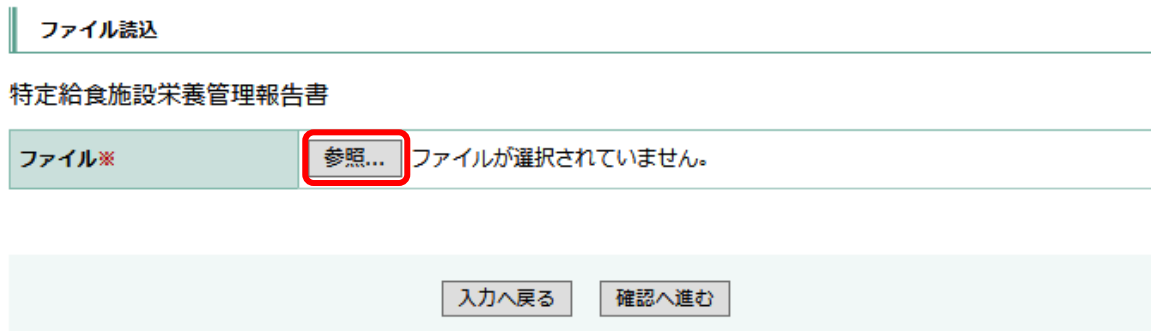 ファイル読込
特定給食施設栄養管理報告書
ファイル※ 参照... ファイルが選択されていません。
入力へ戻る 確認へ進む